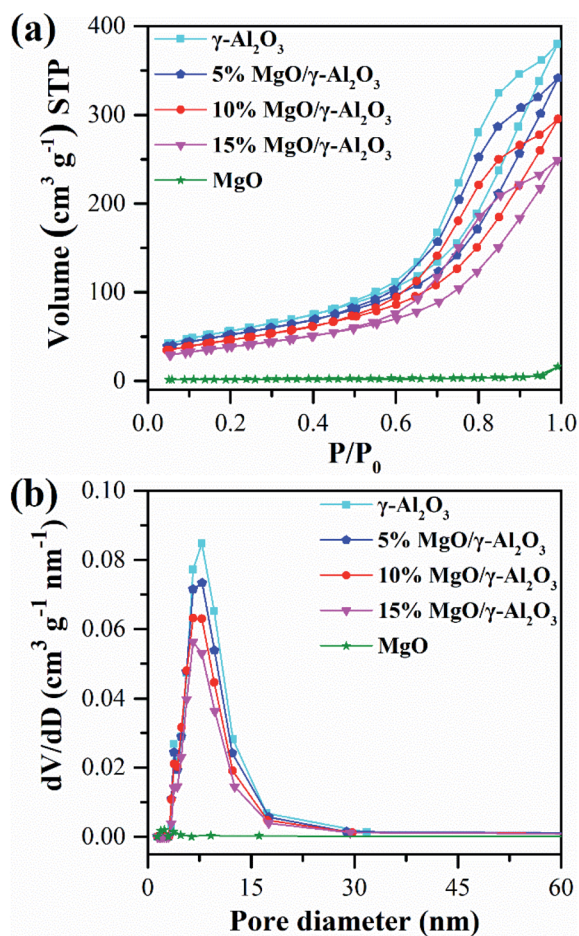 (a)
γ-Al₂O₃
5% MgO/γ-Al₂O₃
10% MgO/γ-Al₂O₃
15% MgO/γ-Al₂O₃
MgO
Volume (cm³ g⁻¹) STP
400
300
200
100
0
0.0 0.2 0.4 0.6 0.8 1.0
P/P₀
(b)
γ-Al₂O₃
5% MgO/γ-Al₂O₃
10% MgO/γ-Al₂O₃
15% MgO/γ-Al₂O₃
MgO
dV/dD (cm³ g⁻¹ nm⁻¹)
0.10
0.08
0.06
0.04
0.02
0.00
0 15 30 45 60
Pore diameter (nm)